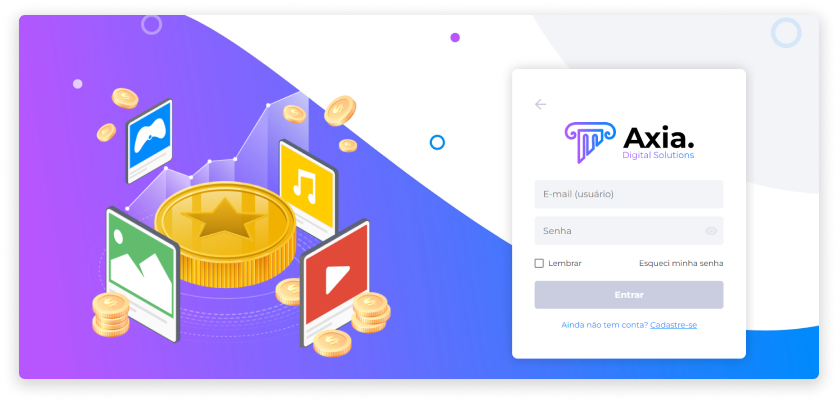 Axia.
Digital Solutions
E-mail (usuário)
Senha
Lembrar Esqueci minha senha
Entrar
Ainda não tem conta? Cadastre-se